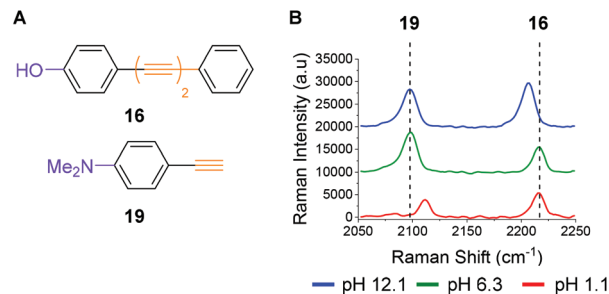 A
HO
( )2
16
Me2N
19
B
19 16
Raman Intensity (a.u)
35000
30000
25000
20000
15000
10000
5000
0
2050 2100 2150 2200 2250
Raman Shift (cm-1)
pH 12.1 pH 6.3 pH 1.1